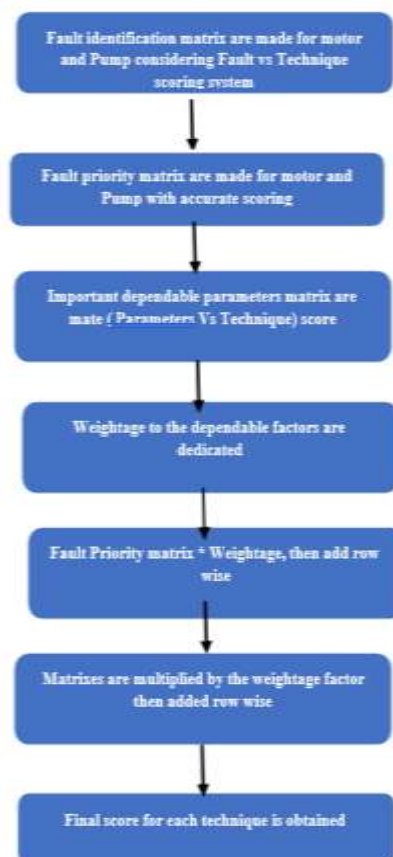 Fault identification matrix are made for motor
and Pump considering Fault vs Technique
scoring system
Fault priority matrix are made for motor and
Pump with accurate scoring
Important dependable parameters matrix are
mate ( Parameters Vs Technique) score
Weightage to the dependable factors are
dedicated
Fault Priority matrix * Weightage, then add row
wise
Matrixes are multiplied by the weightage factor
then added row wise
Final score for each technique is obtained